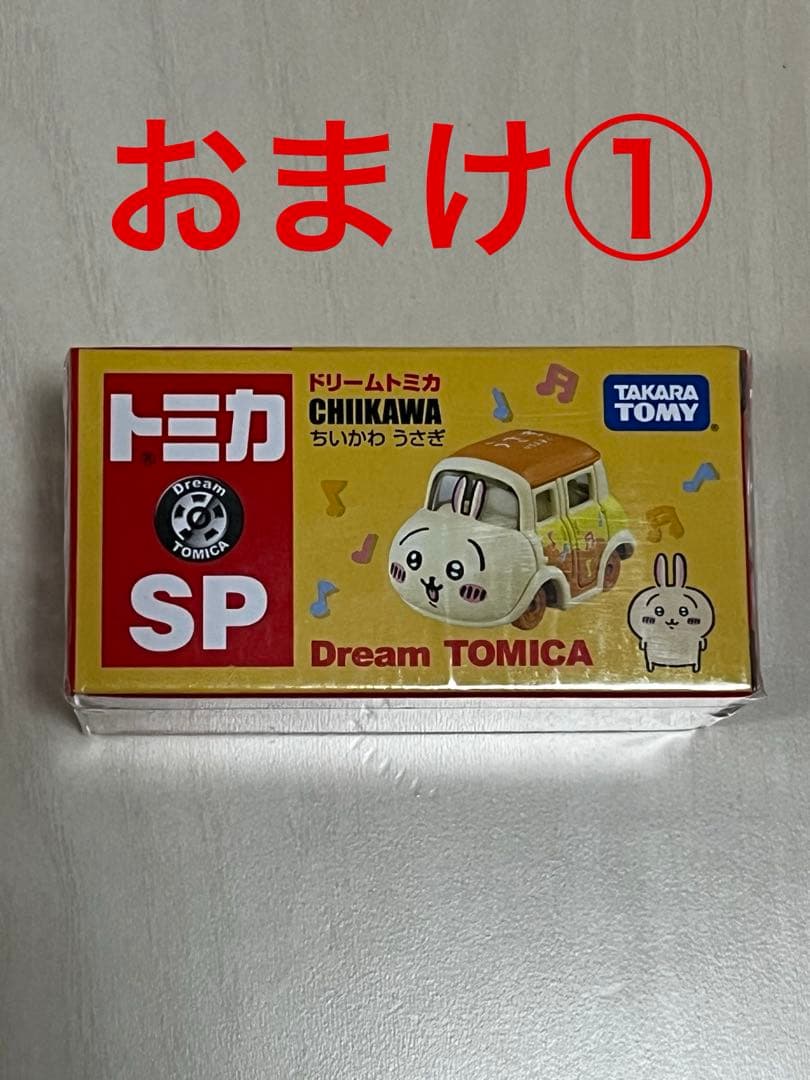 おまけ①
トミカ®
Dream
TOMICA
SP
ドリームトミカ
CHIIKAWA
ちいかわ うさぎ
TAKARA
TOMY®
Dream TOMICA